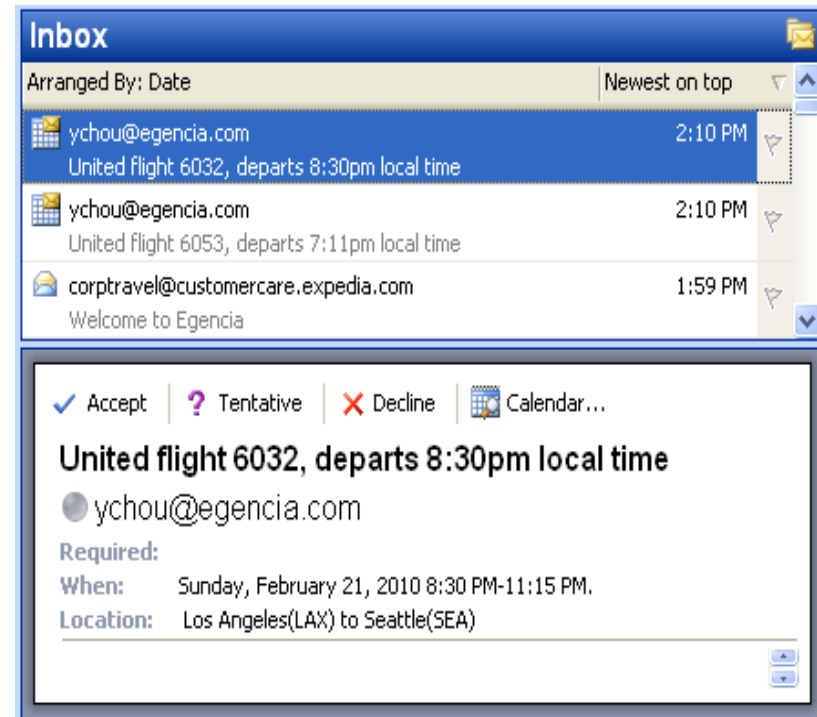 Inbox
Arranged By: Date Newest on top
ychou@egencia.com 2:10 PM
United flight 6032, departs 8:30pm local time
ychou@egencia.com 2:10 PM
United flight 6053, departs 7:11pm local time
corptravel@customercare.expedia.com 1:59 PM
Welcome to Egencia
Accept ? Tentative Decline Calendar...
United flight 6032, departs 8:30pm local time
ychou@egencia.com
Required:
When: Sunday, February 21, 2010 8:30 PM-11:15 PM.
Location: Los Angeles(LAX) to Seattle(SEA)